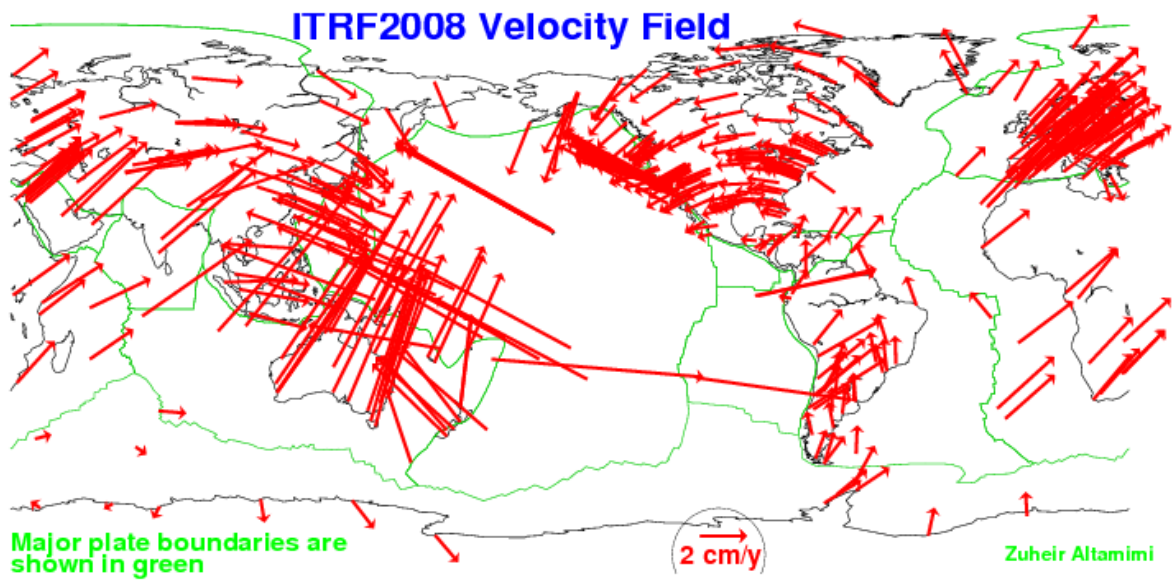 ITRF2008 Velocity Field
Major plate boundaries are
shown in green
2 cm/y
Zuheir Altamimi